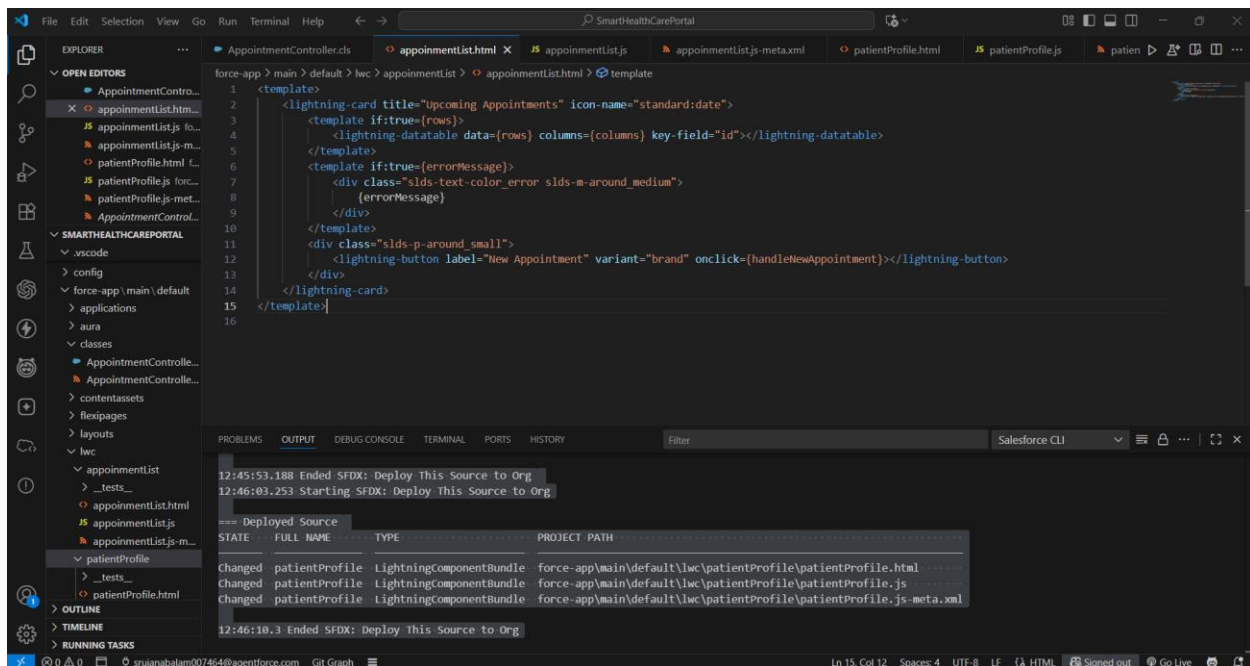 File Edit Selection View Go Run Terminal Help
SmartHealthCarePortal
EXPLORER
AppointmentController.cls
appoinmentList.html
JS appoinmentList.js
appoinmentList.js-meta.xml
patientProfile.html
JS patientProfile.js
patien
OPEN EDITORS
AppointmentContro...
appoinmentList.htm...
JS appoinmentList.js fo...
appoinmentList.js-m...
patientProfile.html f...
JS patientProfile.js forc...
patientProfile.js-met...
AppointmentControl...
SMARTHEALTHCAREPORTAL
.vscode
config
force-app\main\default
applications
aura
classes
AppointmentControlle...
AppointmentControlle...
contentassets
flexipages
layouts
lwc
appoinmentList
__tests__
appoinmentList.html
JS appoinmentList.js
appoinmentList.js-m...
patientProfile
__tests__
patientProfile.html
OUTLINE
TIMELINE
RUNNING TASKS
force-app > main > default > lwc > appoinmentList > appoinmentList.html > template
1 <template>
2 <lightning-card title="Upcoming Appointments" icon-name="standard:date">
3 <template if:true={rows}>
4 <lightning-datatable data={rows} columns={columns} key-field="id"></lightning-datatable>
5 </template>
6 <template if:true={errorMessage}>
7 <div class="slds-text-color_error slds-m-around_medium">
8 {errorMessage}
9 </div>
10 </template>
11 <div class="slds-p-around_small">
12 <lightning-button label="New Appointment" variant="brand" onclick={handleNewAppointment}></lightning-button>
13 </div>
14 </lightning-card>
15 </template>
16
PROBLEMS OUTPUT DEBUG CONSOLE TERMINAL PORTS HISTORY
Filter
Salesforce CLI
12:45:53.188 Ended SFDX: Deploy This Source to Org
12:46:03.253 Starting SFDX: Deploy This Source to Org
=== Deployed Source
STATE FULL NAME TYPE PROJECT PATH
Changed patientProfile LightningComponentBundle force-app\main\default\lwc\patientProfile\patientProfile.html
Changed patientProfile LightningComponentBundle force-app\main\default\lwc\patientProfile\patientProfile.js
Changed patientProfile LightningComponentBundle force-app\main\default\lwc\patientProfile\patientProfile.js-meta.xml
12:46:10.3 Ended SFDX: Deploy This Source to Org
0 0 srujanabalam007464@agentforce.com Git Graph
Ln 15, Col 12 Spaces: 4 UTF-8 LF HTML Signed out Go Live